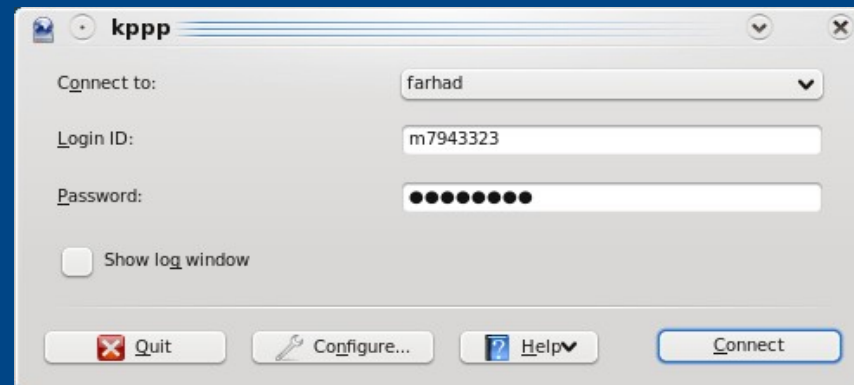 kppp
Connect to: farhad
Login ID: m7943323
Password: ●●●●●●●●
Show log window
Quit Configure... Help Connect